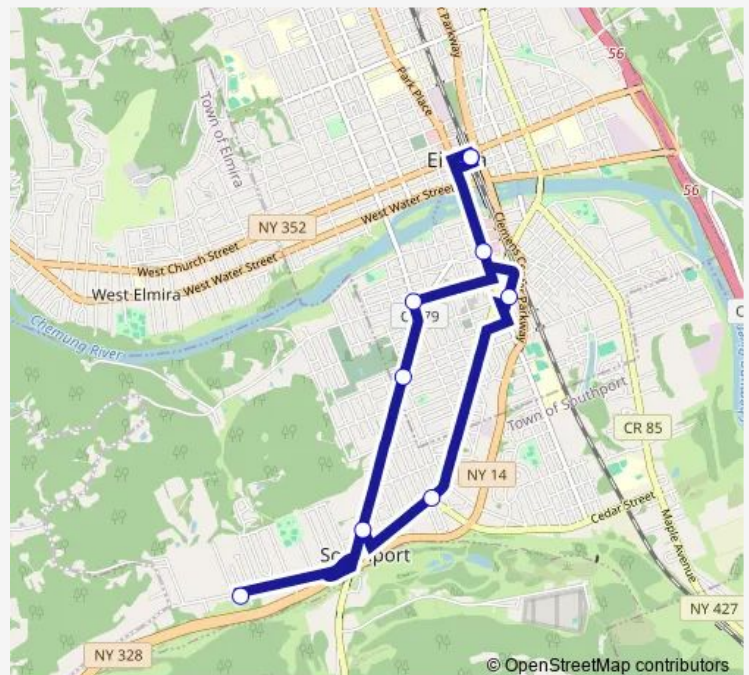 Parkway
56
Park Place
Town of Elmira
56
West Water Street
NY 352
Clemens C
Parkway
West Church Street
West Water Street
West Elmira
79
Chemung River
Town of Southport
CR 85
NY 14
Cedar Street
Maple Avenue
NY 427
NY 328
© OpenStreetMap contributors